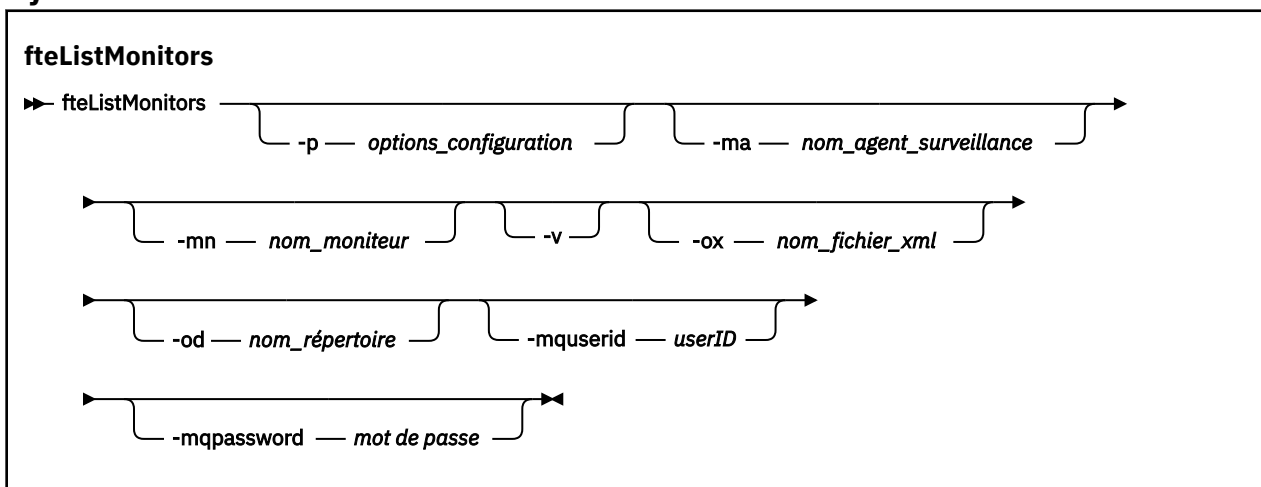 fteListMonitors
fteListMonitors
-p options_configuration -ma nom_agent_surveillance
-mn nom_moniteur -v -ox nom_fichier_xml
-od nom_répertoire -mquserid userID
-mqpassword mot de passe